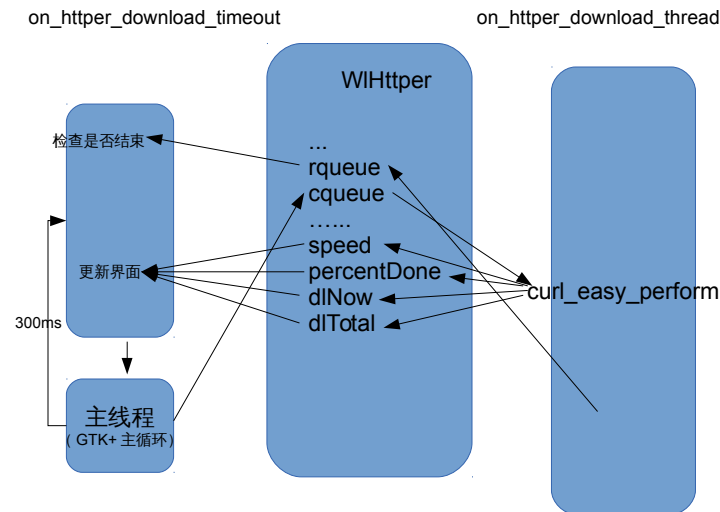 on_httper_download_timeout
on_httper_download_thread
WlHttper
检查是否结束
...
rqueue
cqueue
…...
speed
更新界面
percentDone
dlNow
curl_easy_perform
300ms
dlTotal
主线程
（ GTK+ 主循环）